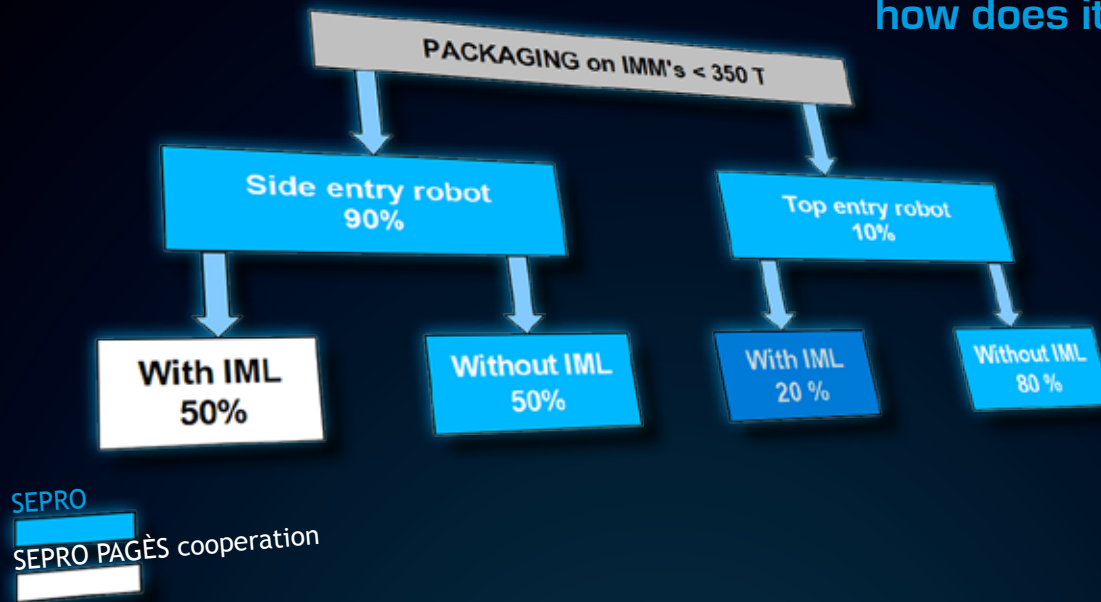 how does it
PACKAGING on IMM's < 350 T
Side entry robot
90%
Top entry robot
10%
With IML
50%
Without IML
50%
With IML
20 %
Without IML
80 %
SEPRO
SEPRO PAGÈS cooperation